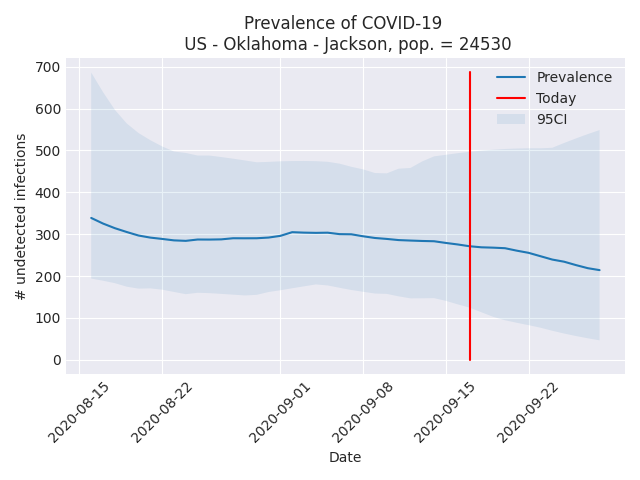 Prevalence of COVID-19
US - Oklahoma - Jackson, pop. = 24530
700
600
500
400
300
200
100
0
# undetected infections
Prevalence
Today
95CI
2020-08-15
2020-08-22
2020-09-01
2020-09-08
2020-09-15
2020-09-22
Date